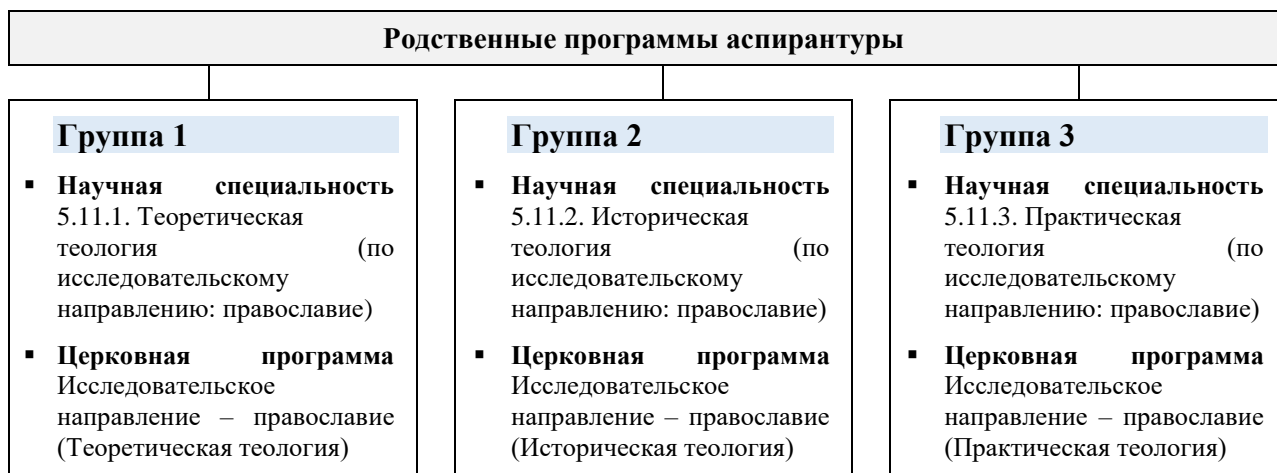 Родственные программы аспирантуры
Группа 1
▪ Научная специальность
5.11.1. Теоретическая
теология (по
исследовательскому
направлению: православие)
▪ Церковная программа
Исследовательское
направление – православие
(Теоретическая теология)
Группа 2
▪ Научная специальность
5.11.2. Историческая
теология (по
исследовательскому
направлению: православие)
▪ Церковная программа
Исследовательское
направление – православие
(Историческая теология)
Группа 3
▪ Научная специальность
5.11.3. Практическая
теология (по
исследовательскому
направлению: православие)
▪ Церковная программа
Исследовательское
направление – православие
(Практическая теология)